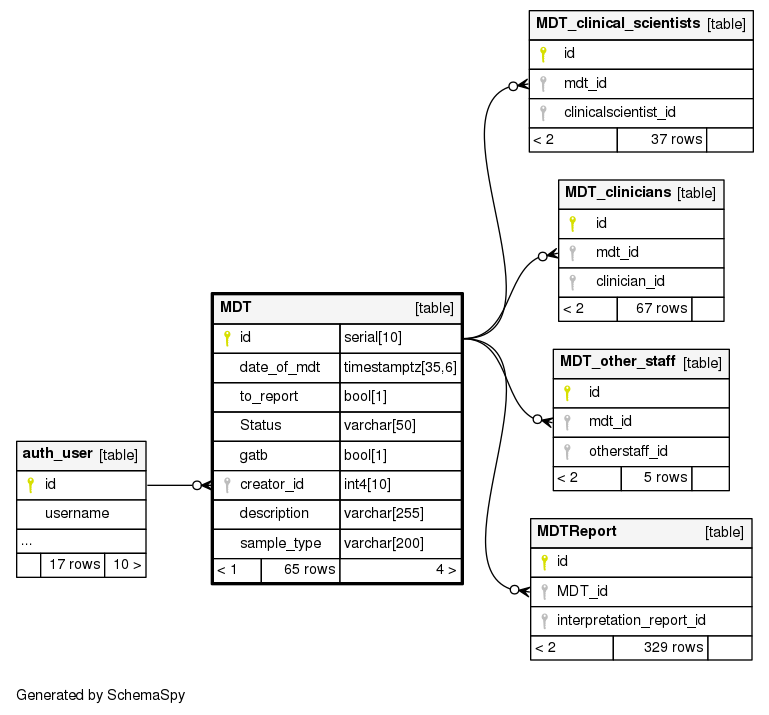 MDT_clinical_scientists [table]
id
mdt_id
clinicalscientist_id
< 2 37 rows
MDT_clinicians [table]
id
mdt_id
clinician_id
< 2 67 rows
MDT [table]
id serial[10]
date_of_mdt timestamptz[35,6]
to_report bool[1]
Status varchar[50]
gatb bool[1]
creator_id int4[10]
description varchar[255]
sample_type varchar[200]
< 1 65 rows 4 >
MDT_other_staff [table]
id
mdt_id
otherstaff_id
< 2 5 rows
auth_user [table]
id
username
...
17 rows 10 >
MDTReport [table]
id
MDT_id
interpretation_report_id
< 2 329 rows
Generated by SchemaSpy